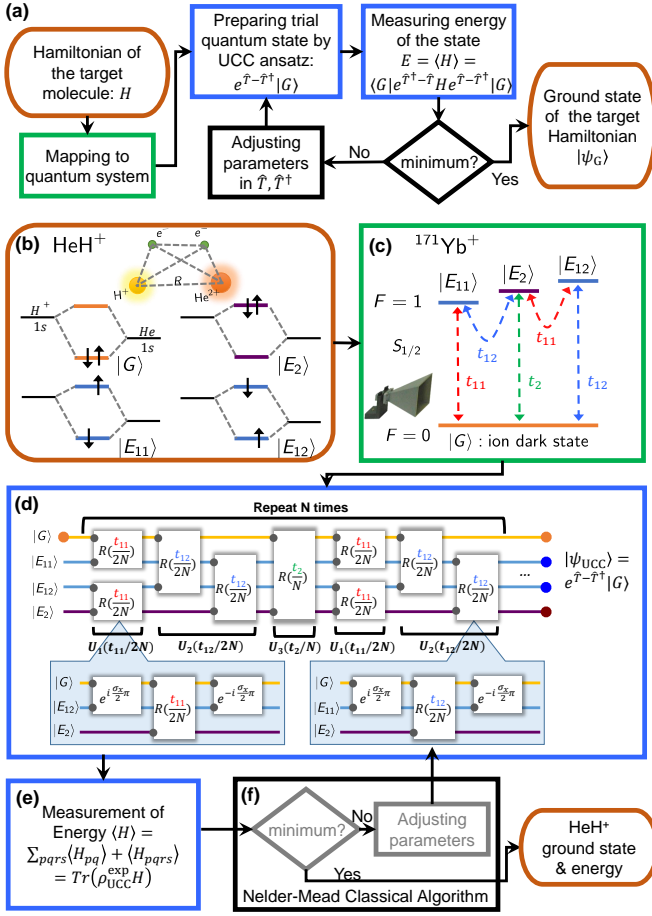 (a)
Hamiltonian of
the target
molecule: H
Mapping to
quantum system
Preparing trial
quantum state by
UCC ansatz:
e^{T̂−T̂†}|G⟩
Measuring energy
of the state
E = ⟨H⟩ =
⟨G|e^{T̂†−T̂}He^{T̂−T̂†}|G⟩
Adjusting
parameters
in T̂, T̂†
No
minimum?
Yes
Ground state
of the target
Hamiltonian
|ψ_G⟩
(b)
HeH⁺
e⁻
e⁻
R
H⁺
He²⁺
H⁺
1s
He
1s
|G⟩
|E₂⟩
|E₁₁⟩
|E₁₂⟩
(c)
¹⁷¹Yb⁺
|E₁₁⟩
|E₂⟩
|E₁₂⟩
F = 1
t₁₂
t₁₁
S₁/₂
t₁₁
t₂
t₁₂
F = 0
|G⟩ : ion dark state
(d)
Repeat N times
|G⟩
|E₁₁⟩
|E₁₂⟩
|E₂⟩
R(t₁₁/2N)
R(t₁₁/2N)
R(t₁₂/2N)
R(t₁₂/2N)
R(t₂/N)
R(t₁₁/2N)
R(t₁₁/2N)
R(t₁₂/2N)
R(t₁₂/2N)
...
|ψ_UCC⟩ =
e^{T̂−T̂†}|G⟩
U₁(t₁₁/2N)
U₂(t₁₂/2N)
U₃(t₂/N)
U₁(t₁₁/2N)
U₂(t₁₂/2N)
|G⟩
|E₁₂⟩
|E₂⟩
e^{i(σₓ/2)π}
R(t₁₁/2N)
e^{−i(σₓ/2)π}
|G⟩
|E₁₁⟩
|E₂⟩
e^{i(σₓ/2)π}
R(t₁₂/2N)
e^{−i(σₓ/2)π}
(e)
Measurement of
Energy ⟨H⟩ =
∑_{pqrs}⟨H_{pq}⟩ + ⟨H_{pqrs}⟩
= Tr(ρ_{UCC}^{exp}H)
(f)
minimum?
No
Adjusting
parameters
Yes
Nelder-Mead Classical Algorithm
HeH⁺
ground state
& energy